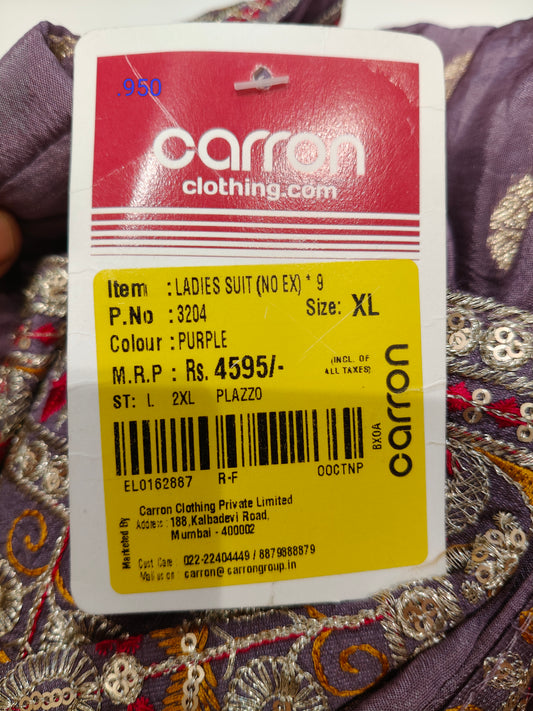 .950
carron
clothing.com
Item : LADIES SUIT (NO EX) * 9
P.No : 3204 Size: XL
Colour : PURPLE
M.R.P : Rs. 4595/- (INCL. OF ALL TAXES)
ST: L 2XL PLAZZO
EL0162887 R-F OOCTNP
BXOA
carron
Marketed By
Carron Clothing Private Limited
Address : 188, Kalbadevi Road,
Mumbai - 400002
Cust. Care : 022-22404449 / 8879888879
Mail us on : carron@carrongroup.in